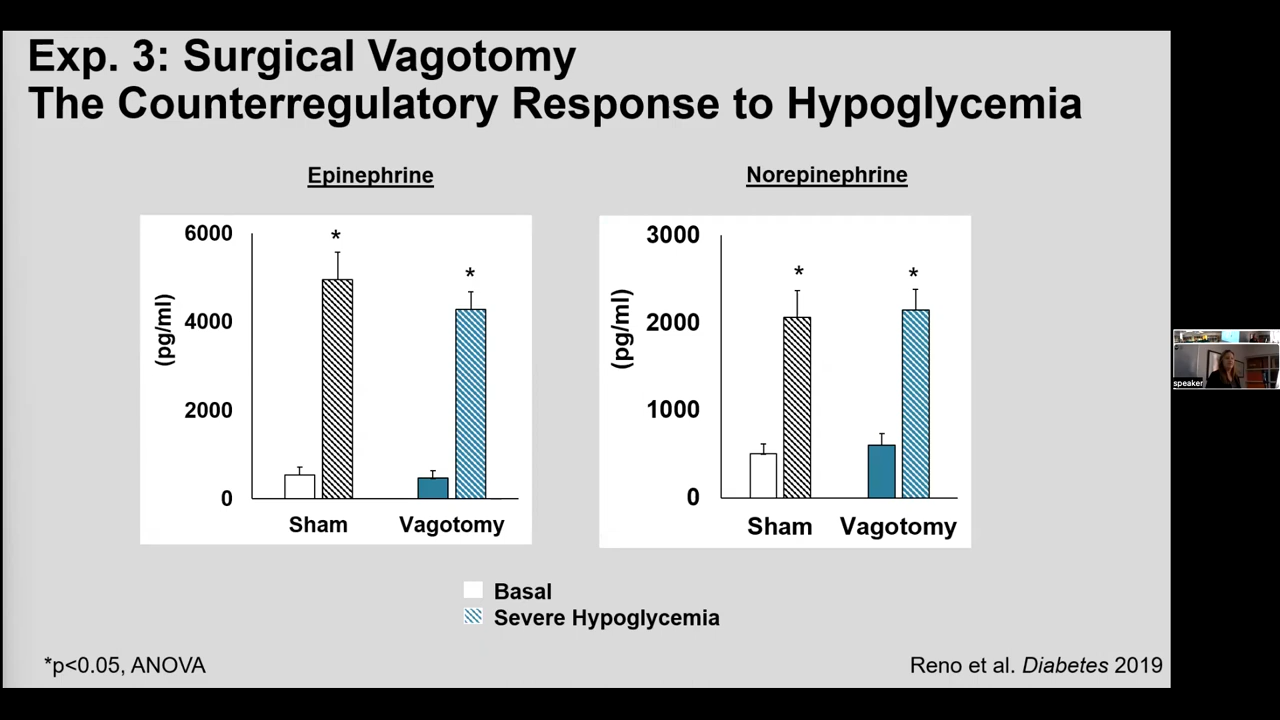 Exp. 3: Surgical Vagotomy
The Counterregulatory Response to Hypoglycemia
Epinephrine
6000
4000
2000
0
(pg/ml)
*
*
Sham
Vagotomy
Norepinephrine
3000
2000
1000
0
(pg/ml)
*
*
Sham
Vagotomy
Basal
Severe Hypoglycemia
*p<0.05, ANOVA
Reno et al. Diabetes 2019
speaker